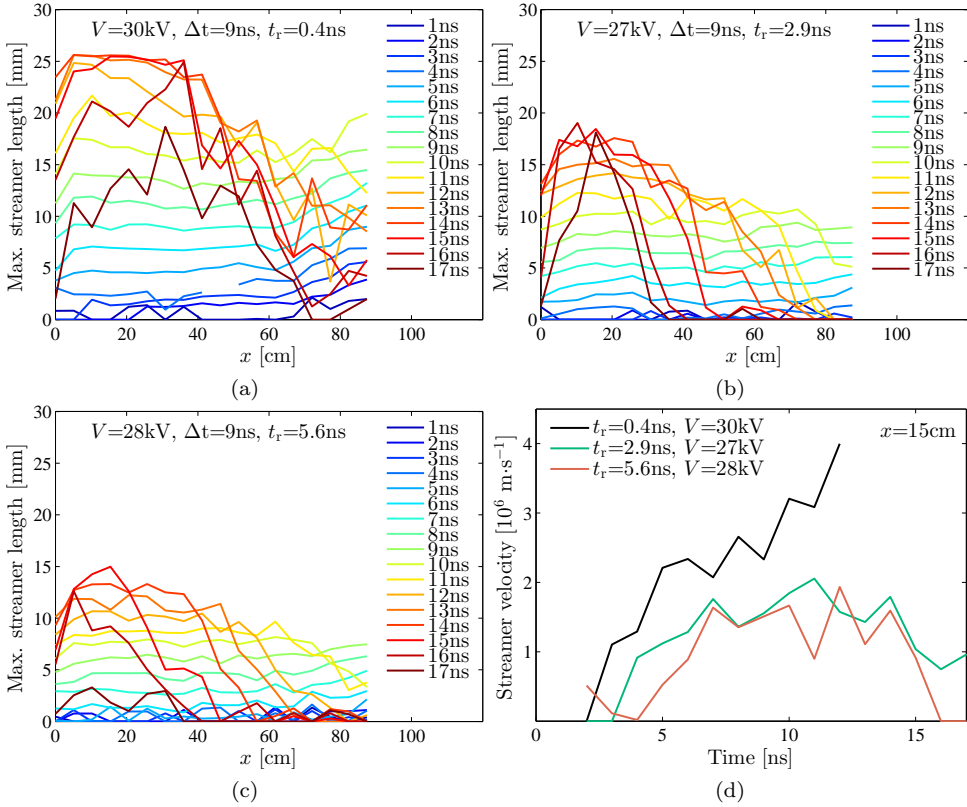 V=30kV, Δt=9ns, t_r=0.4ns
Max. streamer length [mm]
30
25
20
15
10
5
0
0 20 40 60 80 100
x [cm]
1ns
2ns
3ns
4ns
5ns
6ns
7ns
8ns
9ns
10ns
11ns
12ns
13ns
14ns
15ns
16ns
17ns
(a)
V=27kV, Δt=9ns, t_r=2.9ns
Max. streamer length [mm]
30
25
20
15
10
5
0
0 20 40 60 80 100
x [cm]
1ns
2ns
3ns
4ns
5ns
6ns
7ns
8ns
9ns
10ns
11ns
12ns
13ns
14ns
15ns
16ns
17ns
(b)
V=28kV, Δt=9ns, t_r=5.6ns
Max. streamer length [mm]
30
25
20
15
10
5
0
0 20 40 60 80 100
x [cm]
1ns
2ns
3ns
4ns
5ns
6ns
7ns
8ns
9ns
10ns
11ns
12ns
13ns
14ns
15ns
16ns
17ns
(c)
t_r=0.4ns, V=30kV
t_r=2.9ns, V=27kV
t_r=5.6ns, V=28kV
x=15cm
Streamer velocity [10⁶ m·s⁻¹]
4
3
2
1
0 5 10 15
Time [ns]
(d)